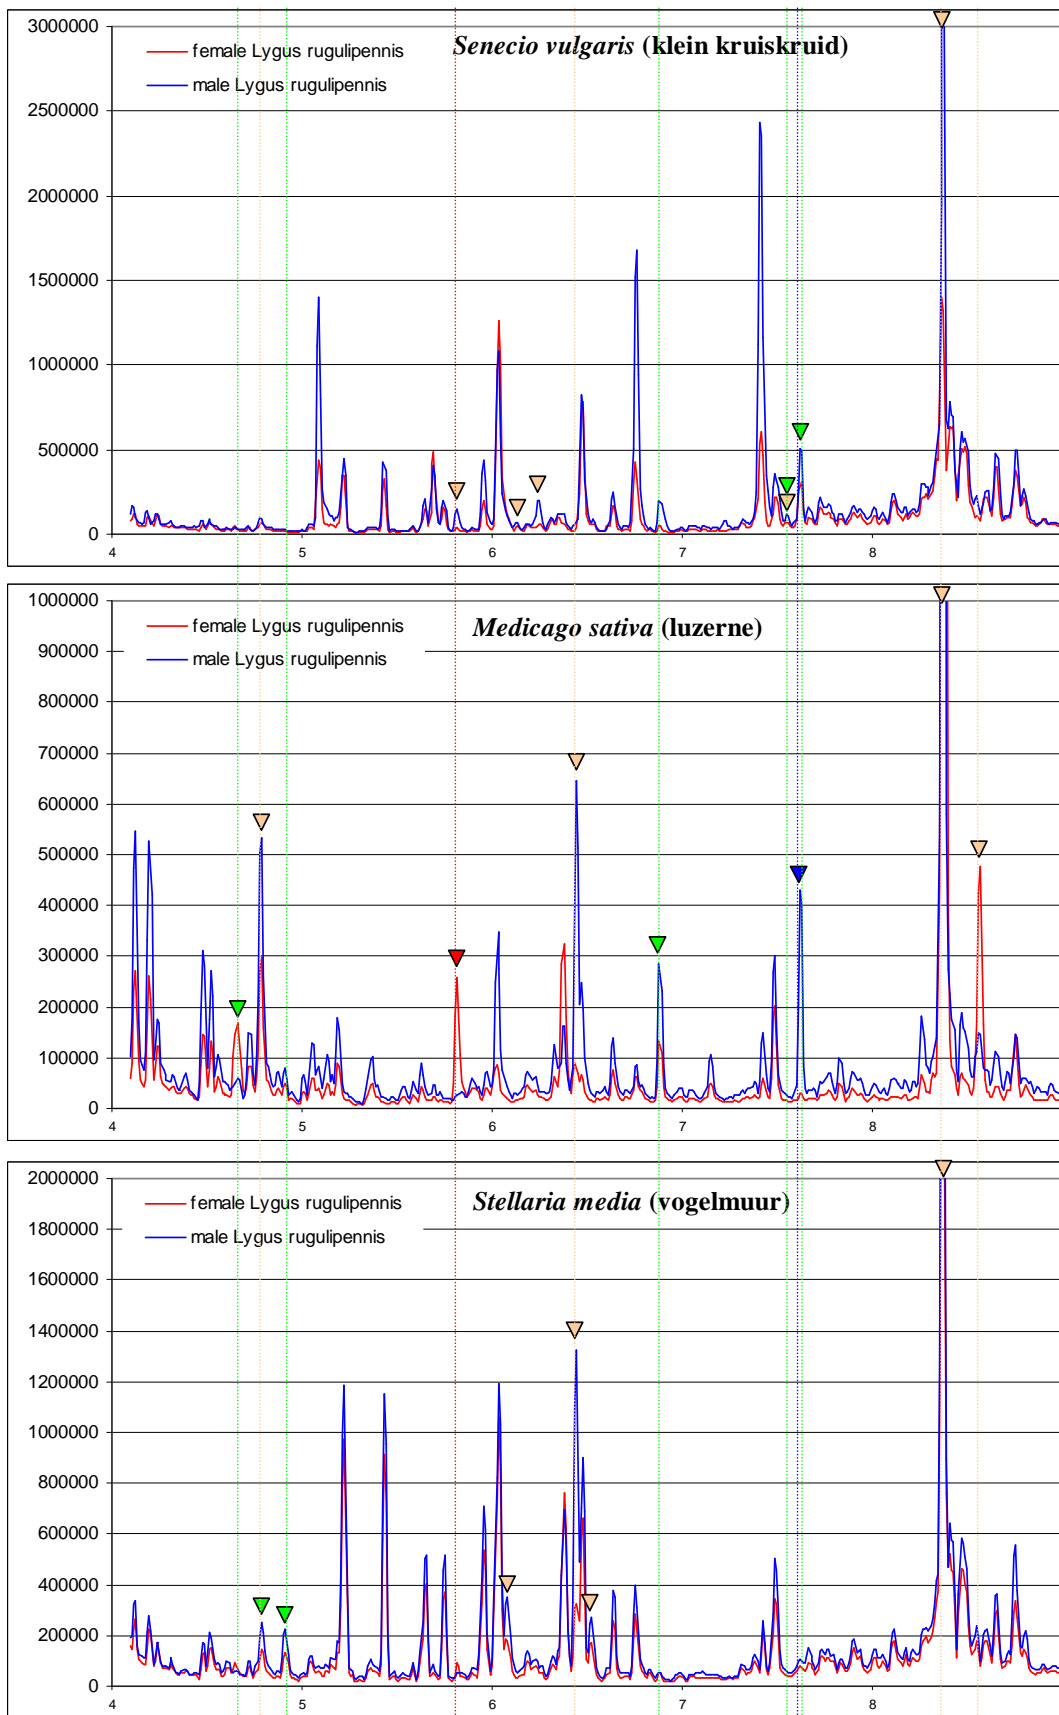 Senecio vulgaris (klein kruiskruid)
female Lygus rugulipennis
male Lygus rugulipennis
3000000
2500000
2000000
1500000
1000000
500000
0
4 5 6 7 8
Medicago sativa (luzerne)
female Lygus rugulipennis
male Lygus rugulipennis
1000000
900000
800000
700000
600000
500000
400000
300000
200000
100000
0
4 5 6 7 8
Stellaria media (vogelmuur)
female Lygus rugulipennis
male Lygus rugulipennis
2000000
1800000
1600000
1400000
1200000
1000000
800000
600000
400000
200000
0
4 5 6 7 8